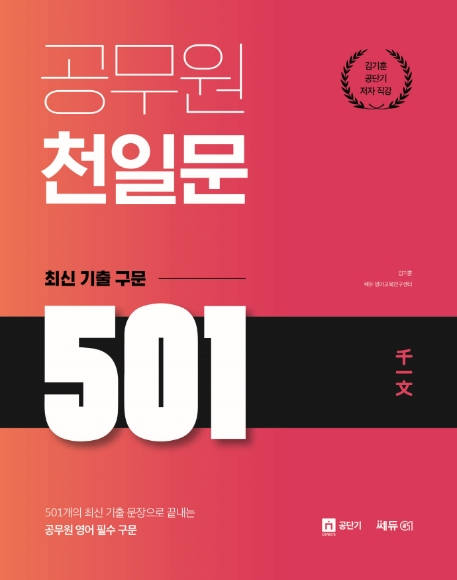 공무원
천일문
김기훈
공단기
저자 직강
최신 기출 구문
김기훈
쎄듀 영어교육연구센터
501
千一文
501개의 최신 기출 문장으로 끝내는
공무원 영어 필수 구문
공단기
쎄듀